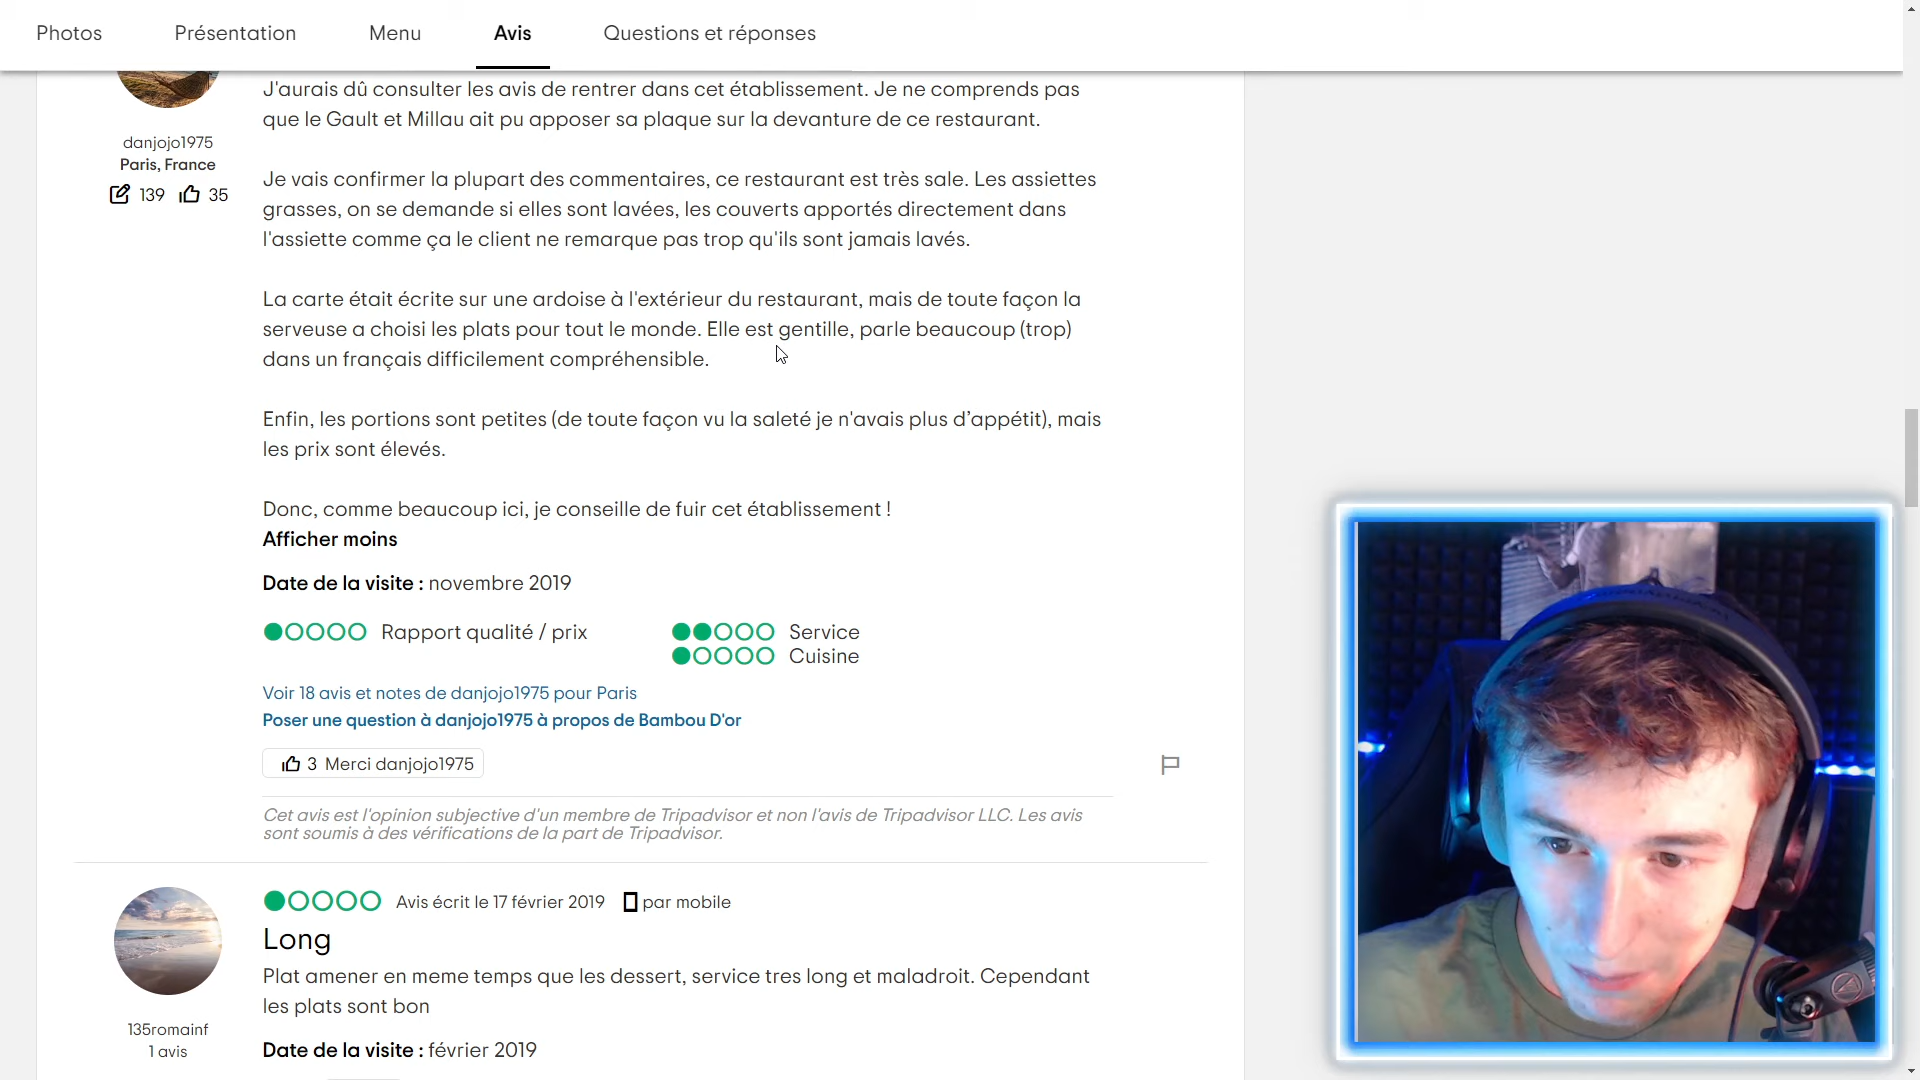 Photos Présentation Menu Avis Questions et réponses
J'aurais dû consulter les avis de rentrer dans cet établissement. Je ne comprends pas
que le Gault et Millau ait pu apposer sa plaque sur la devanture de ce restaurant.
danjojo1975
Paris, France
139 35
Je vais confirmer la plupart des commentaires, ce restaurant est très sale. Les assiettes
grasses, on se demande si elles sont lavées, les couverts apportés directement dans
l'assiette comme ça le client ne remarque pas trop qu'ils sont jamais lavés.
La carte était écrite sur une ardoise à l'extérieur du restaurant, mais de toute façon la
serveuse a choisi les plats pour tout le monde. Elle est gentille, parle beaucoup (trop)
dans un français difficilement compréhensible.
Enfin, les portions sont petites (de toute façon vu la saleté je n'avais plus d’appétit), mais
les prix sont élevés.
Donc, comme beaucoup ici, je conseille de fuir cet établissement !
Afficher moins
Date de la visite : novembre 2019
Rapport qualité / prix
Service
Cuisine
Voir 18 avis et notes de danjojo1975 pour Paris
Poser une question à danjojo1975 à propos de Bambou D'or
3 Merci danjojo1975
Cet avis est l'opinion subjective d'un membre de Tripadvisor et non l'avis de Tripadvisor LLC. Les avis
sont soumis à des vérifications de la part de Tripadvisor.
Avis écrit le 17 février 2019 par mobile
Long
Plat amener en meme temps que les dessert, service tres long et maladroit. Cependant
les plats sont bon
135romainf
1 avis
Date de la visite : février 2019